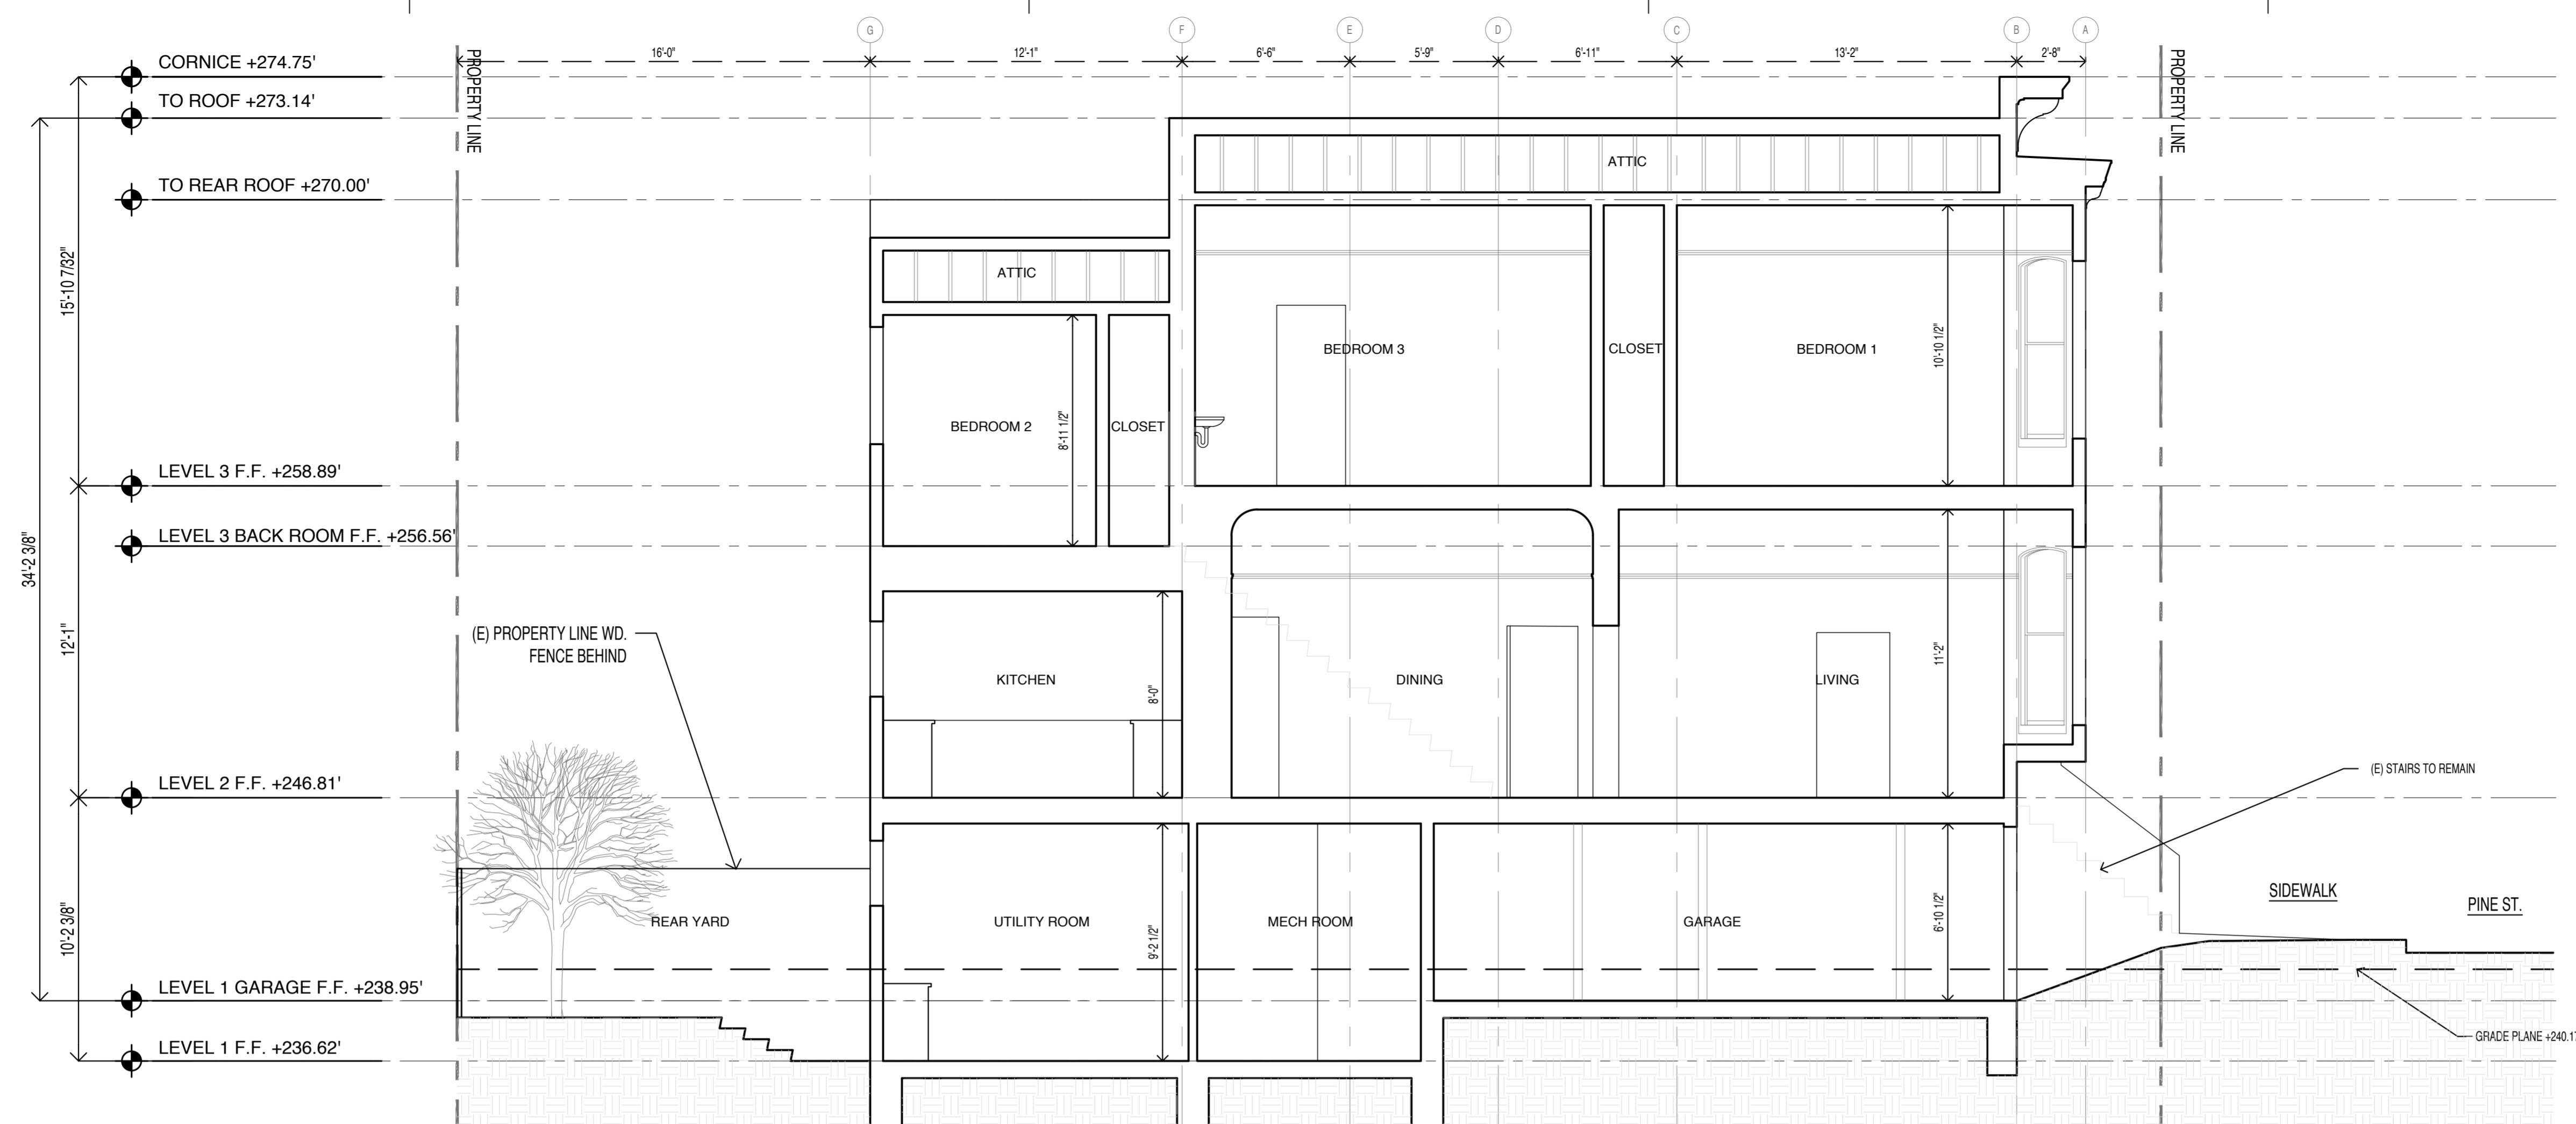 G
F
E
D
C
B
A
16'-0"
12'-1"
6'-6"
5'-9"
6'-11"
13'-2"
2'-8"
PROPERTY LINE
PROPERTY LINE
CORNICE +274.75'
TO ROOF +273.14'
TO REAR ROOF +270.00'
LEVEL 3 F.F. +258.89'
LEVEL 3 BACK ROOM F.F. +256.56'
LEVEL 2 F.F. +246.81'
LEVEL 1 GARAGE F.F. +238.95'
LEVEL 1 F.F. +236.62'
34'-2 3/8"
15'-10 7/32"
12'-1"
10'-2 3/8"
ATTIC
ATTIC
BEDROOM 3
CLOSET
BEDROOM 1
10'-10 1/2"
BEDROOM 2
8'-11 1/2"
CLOSET
(E) PROPERTY LINE WD.
FENCE BEHIND
KITCHEN
8'-0"
DINING
LIVING
11'-2"
(E) STAIRS TO REMAIN
REAR YARD
UTILITY ROOM
9'-2 1/2"
MECH ROOM
GARAGE
6'-10 1/2"
SIDEWALK
PINE ST.
GRADE PLANE +240.17